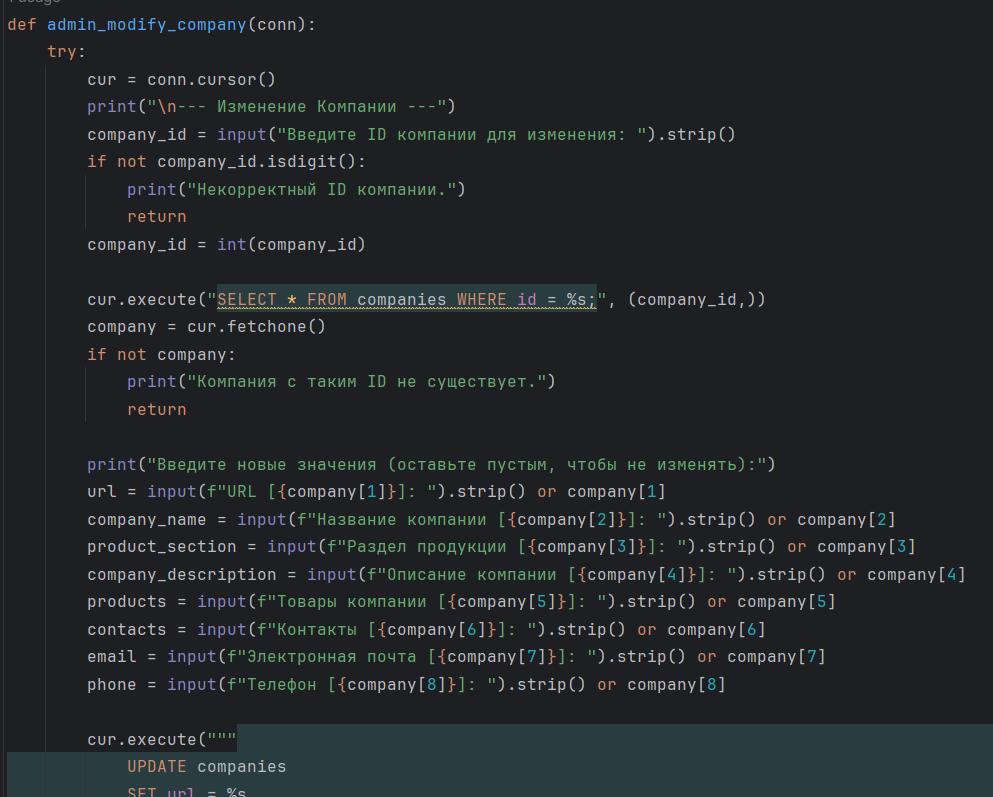 def admin_modify_company(conn):
    try:
        cur = conn.cursor()
        print("\n--- Изменение Компании ---")
        company_id = input("Введите ID компании для изменения: ").strip()
        if not company_id.isdigit():
            print("Некорректный ID компании.")
            return
        company_id = int(company_id)

        cur.execute("SELECT * FROM companies WHERE id = %s;", (company_id,))
        company = cur.fetchone()
        if not company:
            print("Компания с таким ID не существует.")
            return

        print("Введите новые значения (оставьте пустым, чтобы не изменять):")
        url = input(f"URL [{company[1]}]: ").strip() or company[1]
        company_name = input(f"Название компании [{company[2]}]: ").strip() or company[2]
        product_section = input(f"Раздел продукции [{company[3]}]: ").strip() or company[3]
        company_description = input(f"Описание компании [{company[4]}]: ").strip() or company[4]
        products = input(f"Товары компании [{company[5]}]: ").strip() or company[5]
        contacts = input(f"Контакты [{company[6]}]: ").strip() or company[6]
        email = input(f"Электронная почта [{company[7]}]: ").strip() or company[7]
        phone = input(f"Телефон [{company[8]}]: ").strip() or company[8]

        cur.execute("""
            UPDATE companies
            SET url = %s